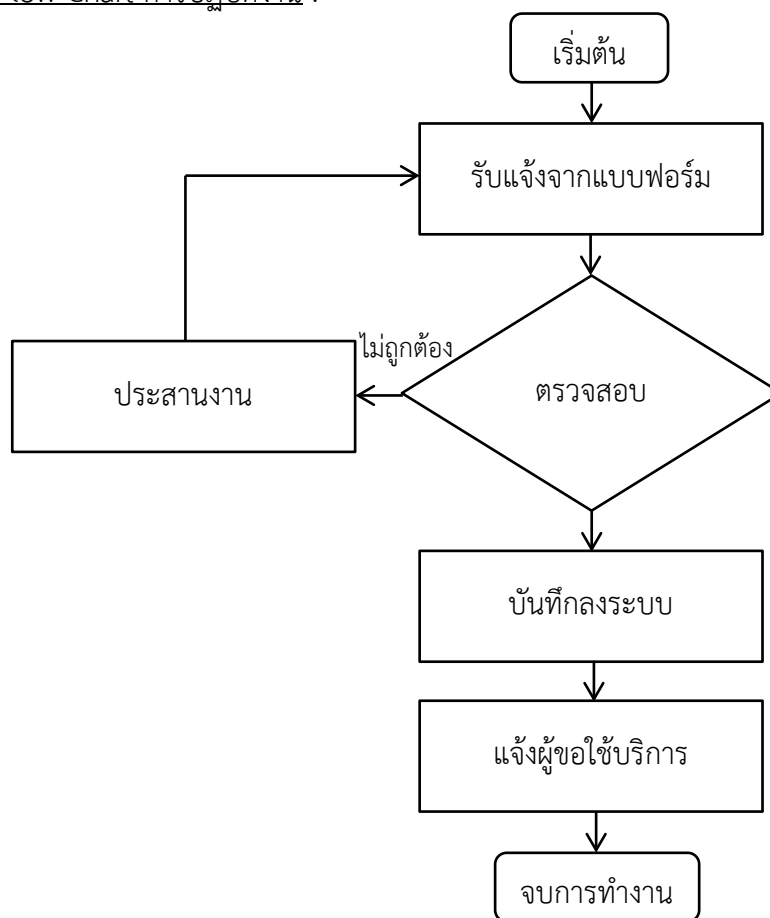 เริ่มต้น
รับแจ้งจากแบบฟอร์ม
ไม่ถูกต้อง
ประสานงาน
ตรวจสอบ
บันทึกลงระบบ
แจ้งผู้ขอใช้บริการ
จบการทำงาน